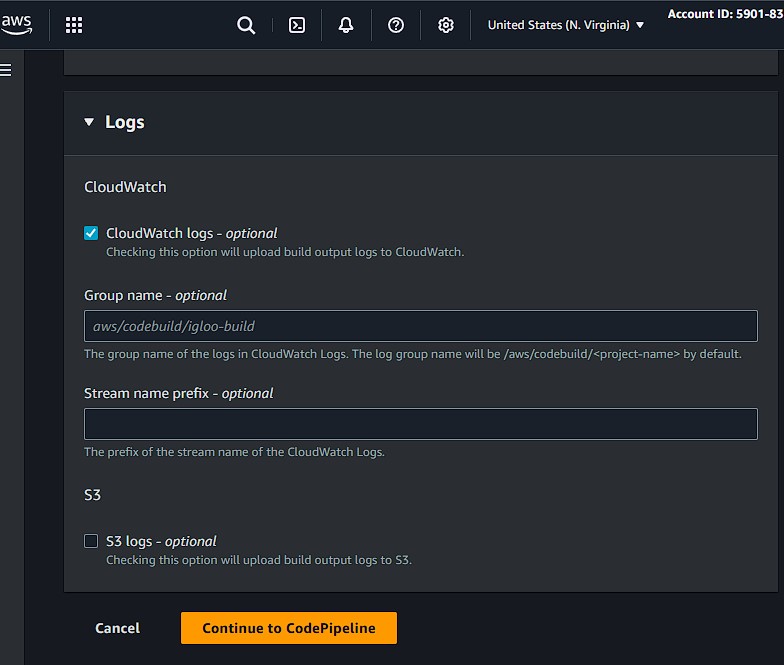 aws
United States (N. Virginia)
Account ID: 5901-83
Logs
CloudWatch
CloudWatch logs - optional
Checking this option will upload build output logs to CloudWatch.
Group name - optional
aws/codebuild/igloo-build
The group name of the logs in CloudWatch Logs. The log group name will be /aws/codebuild/<project-name> by default.
Stream name prefix - optional
The prefix of the stream name of the CloudWatch Logs.
S3
S3 logs - optional
Checking this option will upload build output logs to S3.
Cancel
Continue to CodePipeline